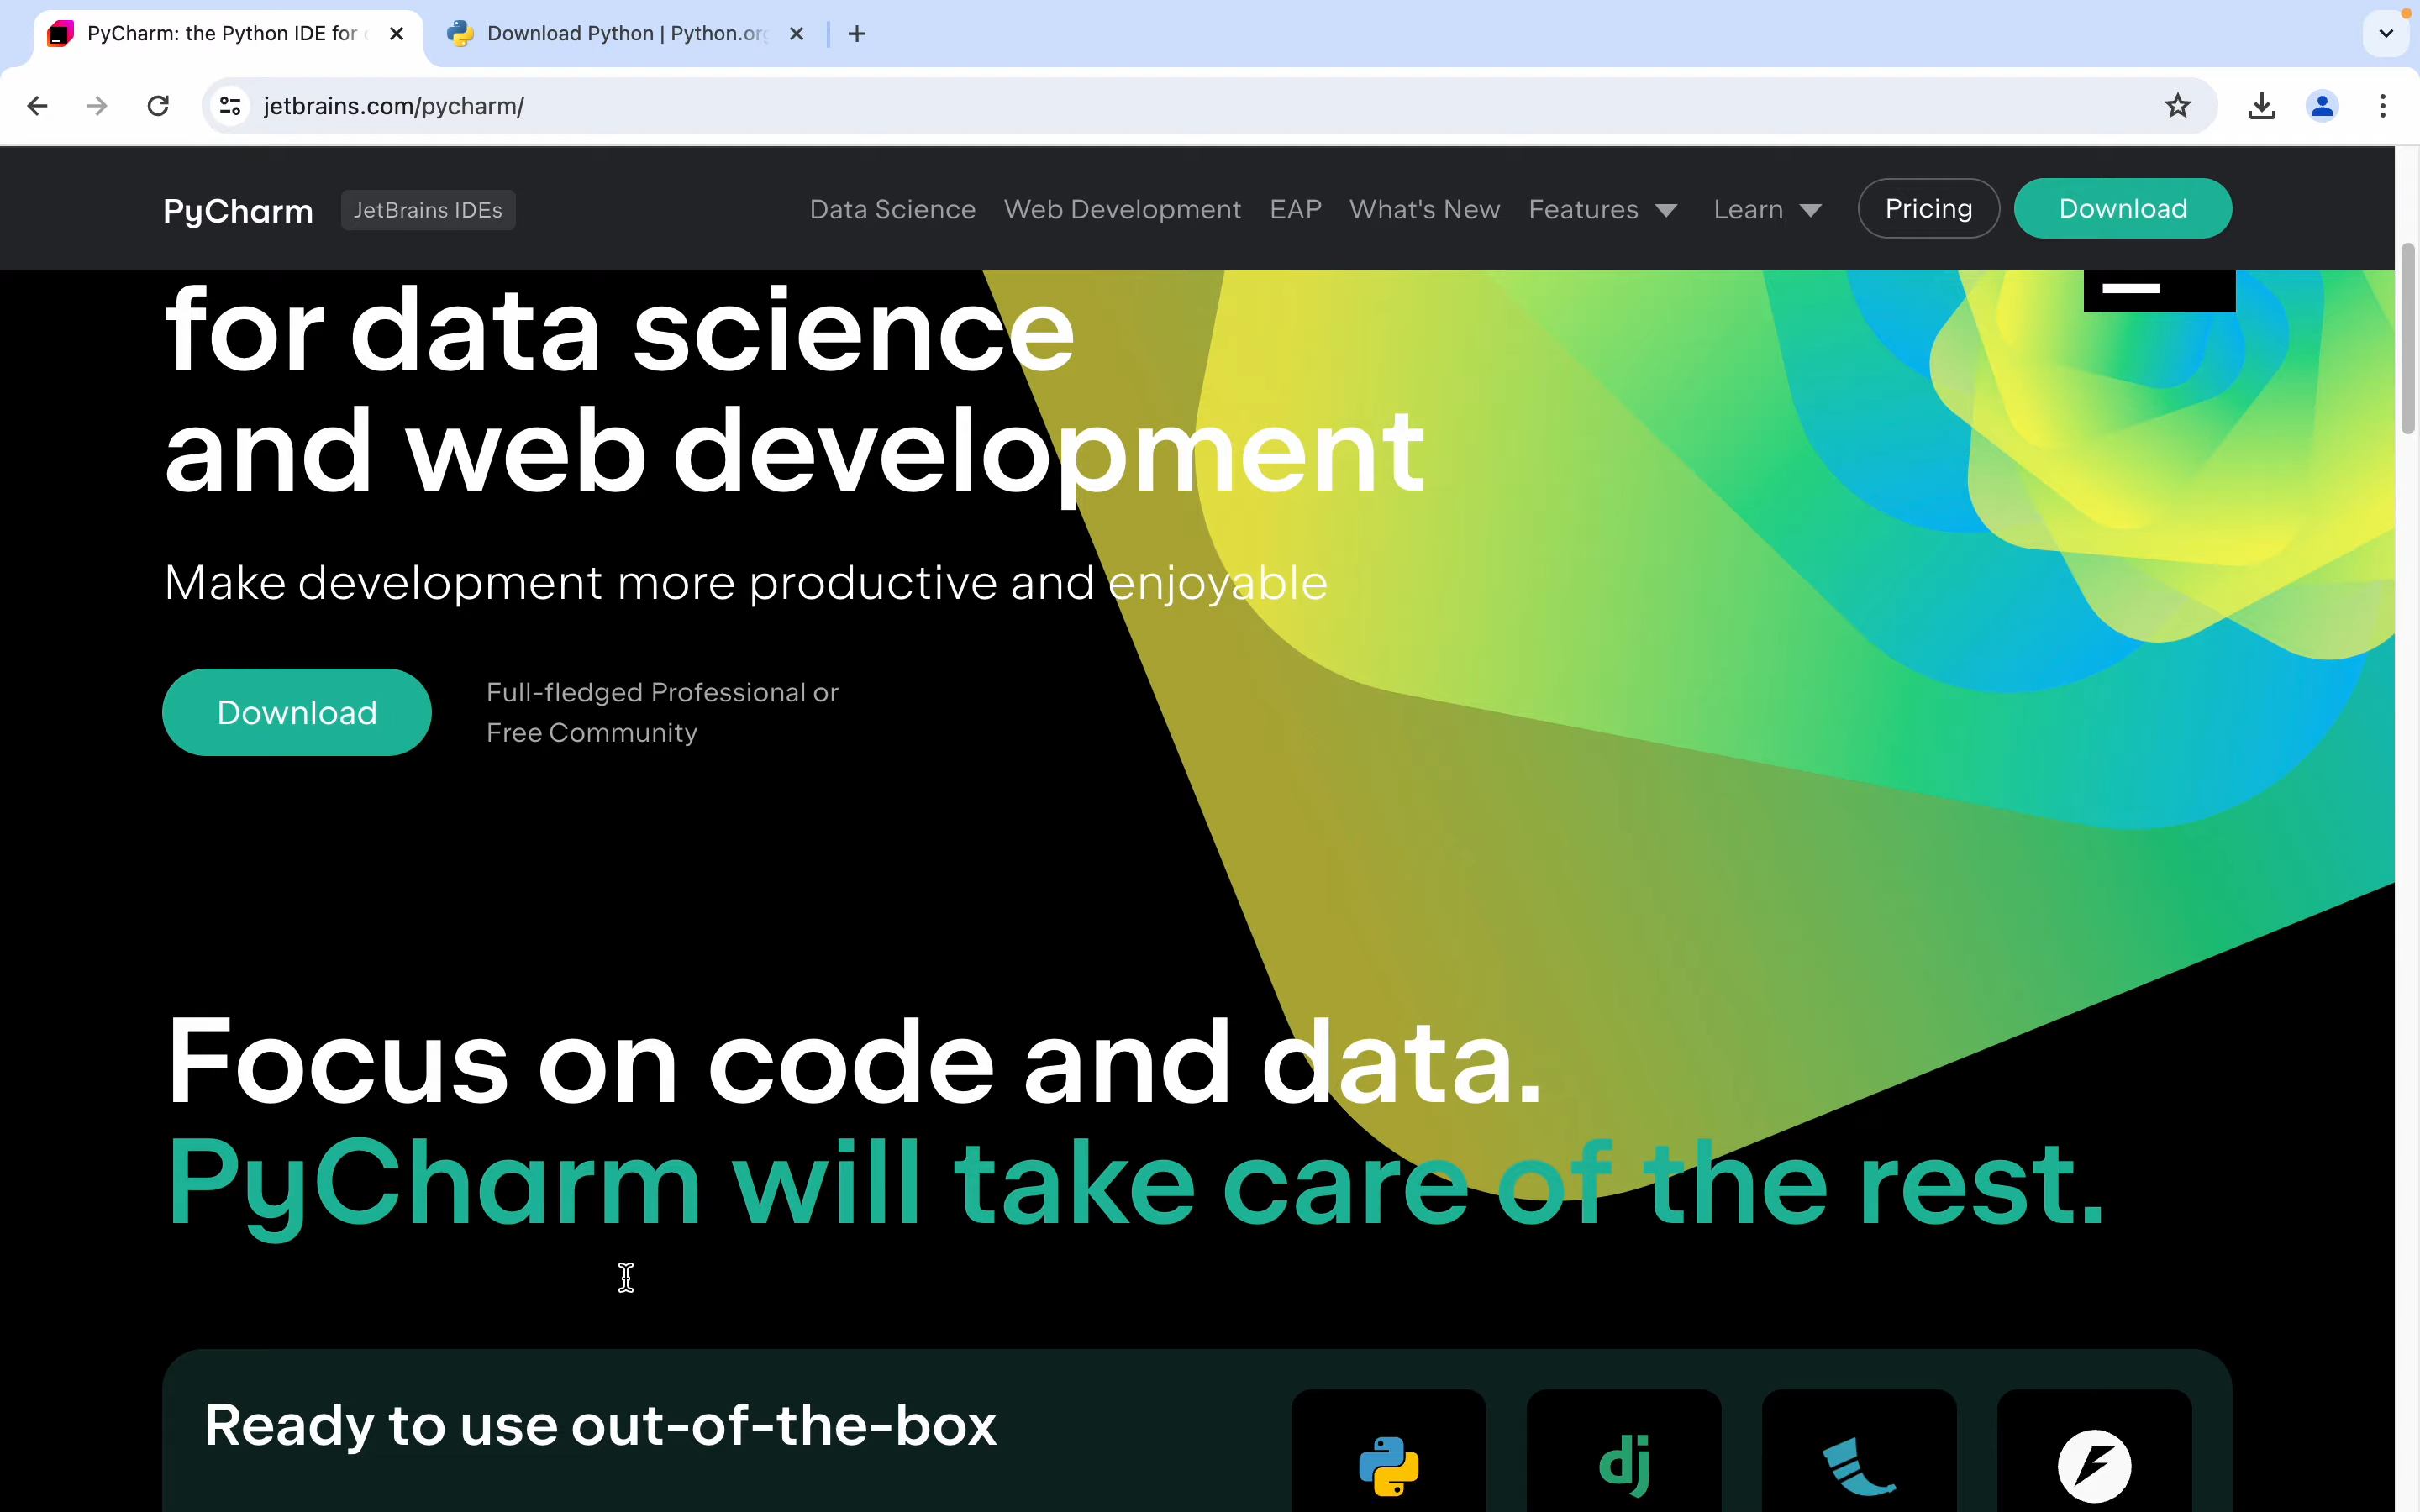 PyCharm: the Python IDE for
Download Python | Python.org
jetbrains.com/pycharm/
PyCharm
JetBrains IDEs
Data Science
Web Development
EAP
What's New
Features
Learn
Pricing
Download
for data science
and web development
Make development more productive and enjoyable
Download
Full-fledged Professional or
Free Community
Focus on code and data.
PyCharm will take care of the rest.
Ready to use out-of-the-box
dj